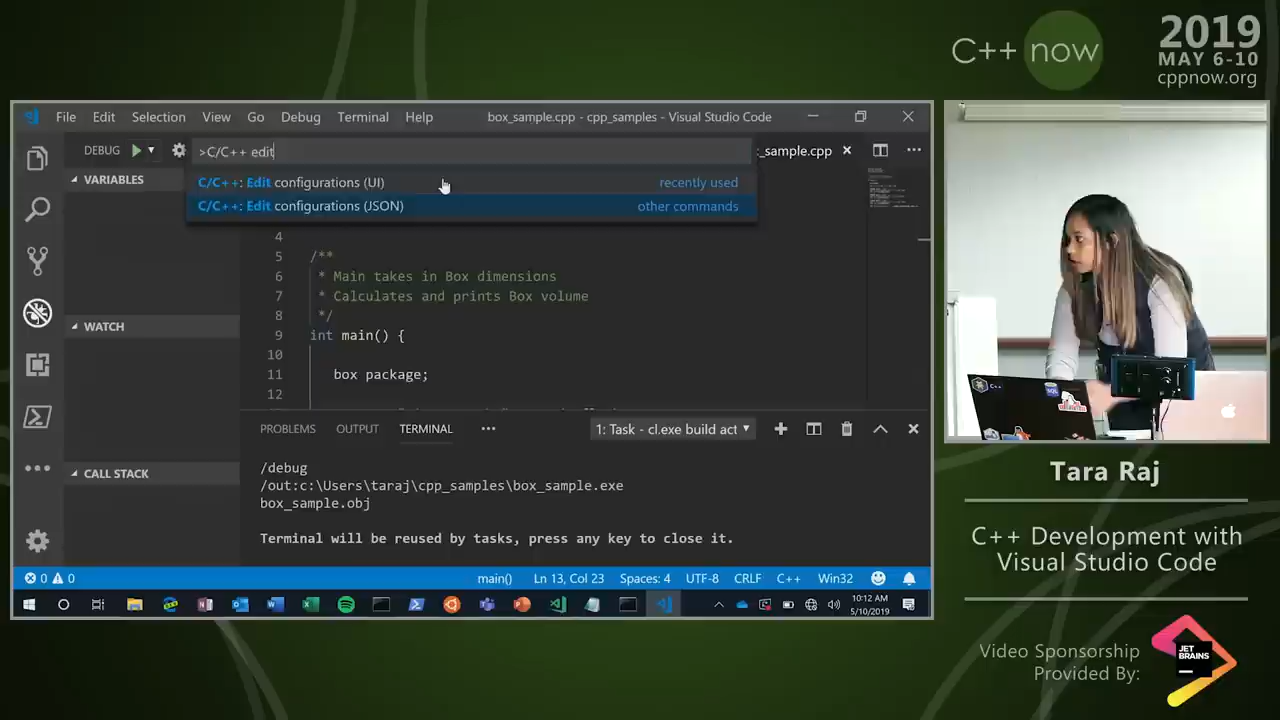 C++ now
2019
MAY 6-10
cppnow.org
File Edit Selection View Go Debug Terminal Help
box_sample.cpp - cpp_samples - Visual Studio Code
DEBUG
>C/C++ edit
_sample.cpp
VARIABLES
C/C++: Edit configurations (UI) recently used
C/C++: Edit configurations (JSON) other commands
4
5 /**
6 * Main takes in Box dimensions
7 * Calculates and prints Box volume
8 */
9 int main() {
10
11 box package;
12
WATCH
CALL STACK
PROBLEMS OUTPUT TERMINAL ••• 1: Task - cl.exe build act
/debug
/out:c:\Users\taraj\cpp_samples\box_sample.exe
box_sample.obj
Terminal will be reused by tasks, press any key to close it.
0 0 main() Ln 13, Col 23 Spaces: 4 UTF-8 CRLF C++ Win32
10:12 AM
5/10/2019
C++
SQL
Tara Raj
C++ Development with
Visual Studio Code
Video Sponsorship
Provided By:
JET
BRAINS